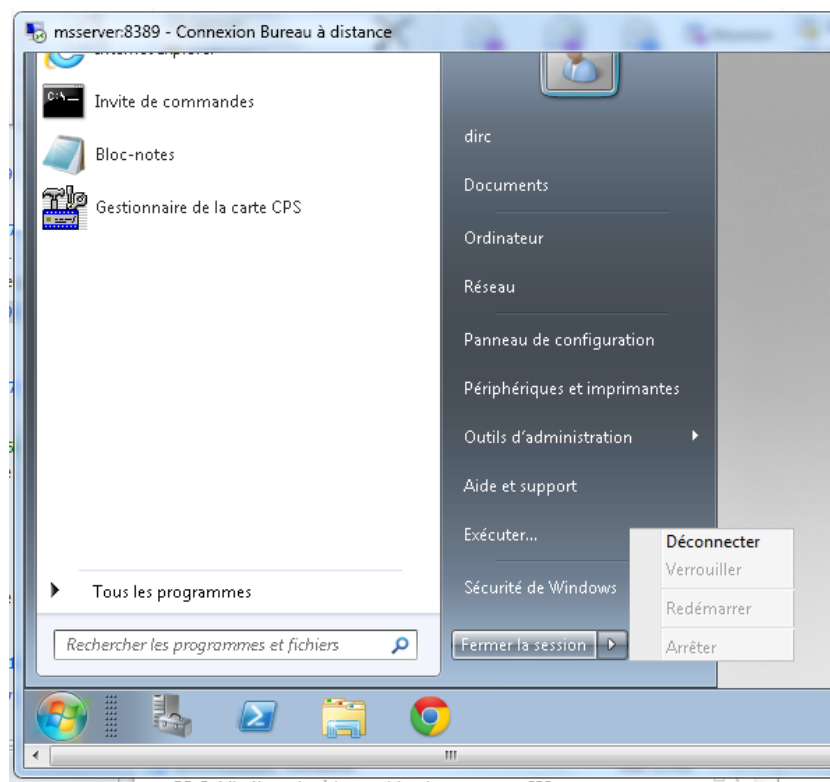 msserver:8389 - Connexion Bureau à distance
Internet Explorer
C:\
Invite de commandes
Bloc-notes
Gestionnaire de la carte CPS
Tous les programmes
Rechercher les programmes et fichiers
dirc
Documents
Ordinateur
Réseau
Panneau de configuration
Périphériques et imprimantes
Outils d'administration
Aide et support
Exécuter...
Sécurité de Windows
Fermer la session
Déconnecter
Verrouiller
Redémarrer
Arrêter